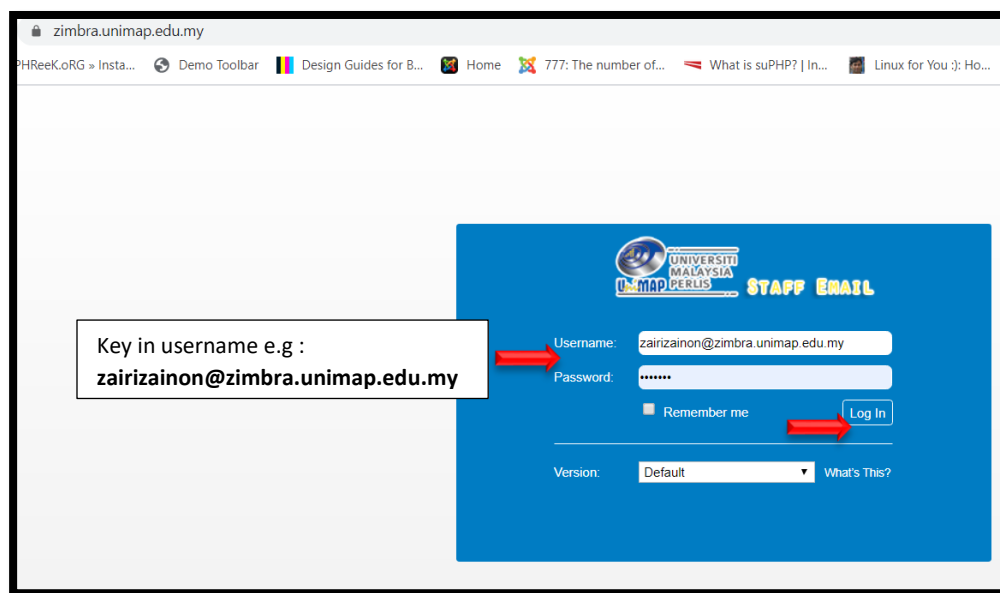 zimbra.unimap.edu.my
PHReeK.oRG » Insta... Demo Toolbar Design Guides for B... Home 777: The number of... What is suPHP? | In... Linux for You :): Ho...
UNIVERSITI
MALAYSIA
UniMAP PERLIS STAFF EMAIL
Key in username e.g :
zairizainon@zimbra.unimap.edu.my
Username: zairizainon@zimbra.unimap.edu.my
Password: •••••••
Remember me Log In
Version: Default What's This?